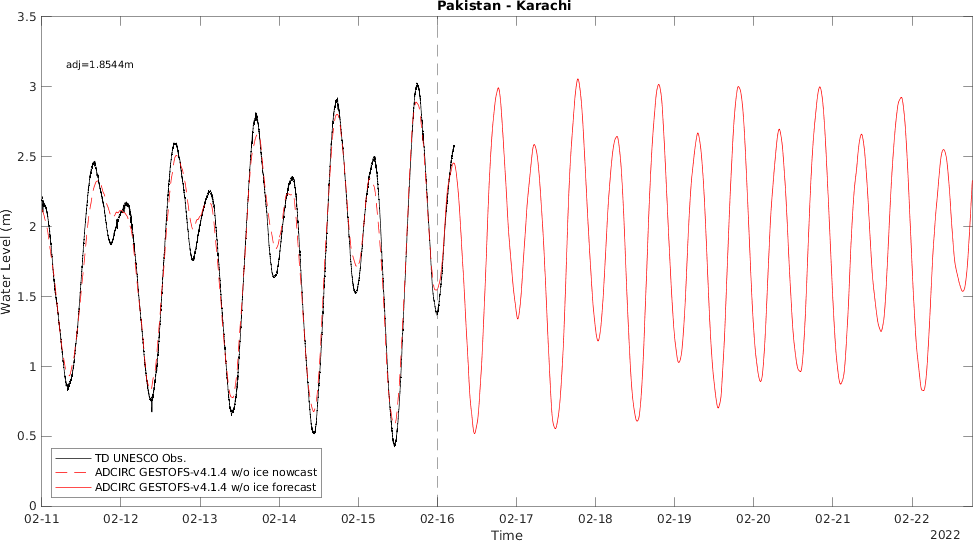 Pakistan - Karachi
3.5
adj=1.8544m
3
2.5
2
1.5
1
0.5
0
Water Level (m)
TD UNESCO Obs.
ADCIRC GESTOFS-v4.1.4 w/o ice nowcast
ADCIRC GESTOFS-v4.1.4 w/o ice forecast
02-11 02-12 02-13 02-14 02-15 02-16 02-17 02-18 02-19 02-20 02-21 02-22
Time
2022